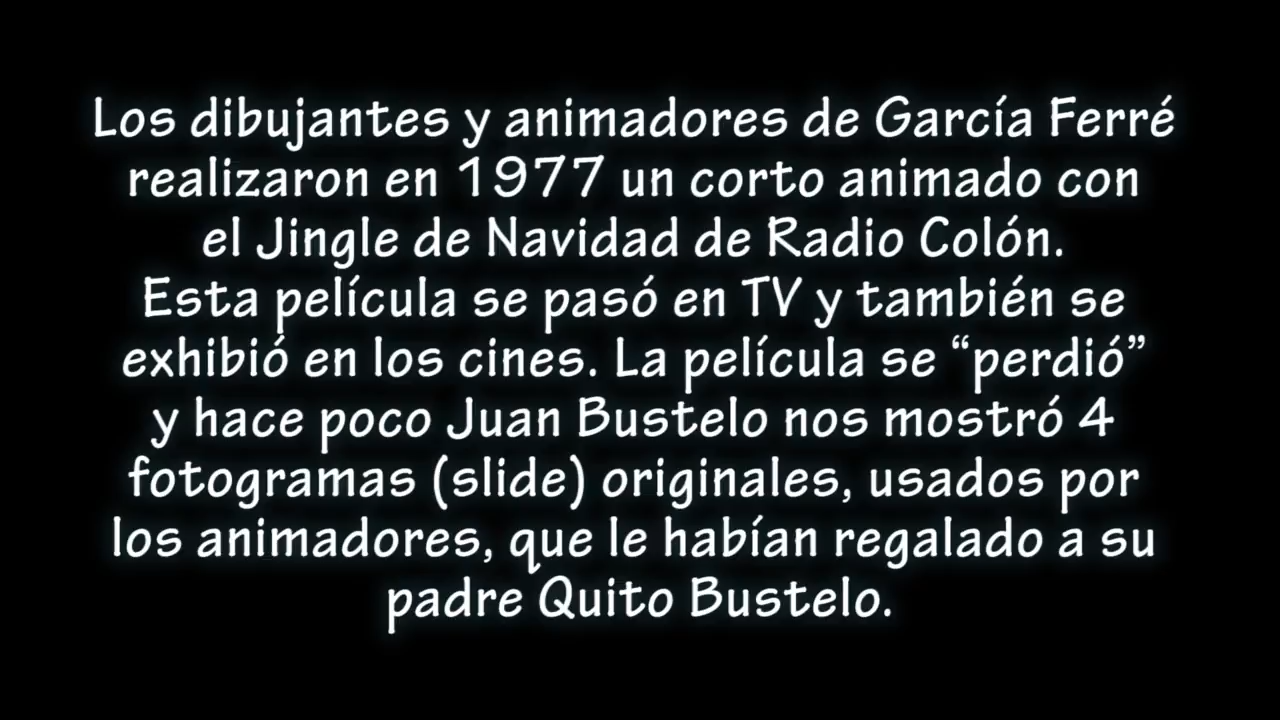 Los dibujantes y animadores de García Ferré
realizaron en 1977 un corto animado con
el Jingle de Navidad de Radio Colón.
Esta película se pasó en TV y también se
exhibió en los cines. La película se “perdió”
y hace poco Juan Bustelo nos mostró 4
fotogramas (slide) originales, usados por
los animadores, que le habían regalado a su
padre Quito Bustelo.